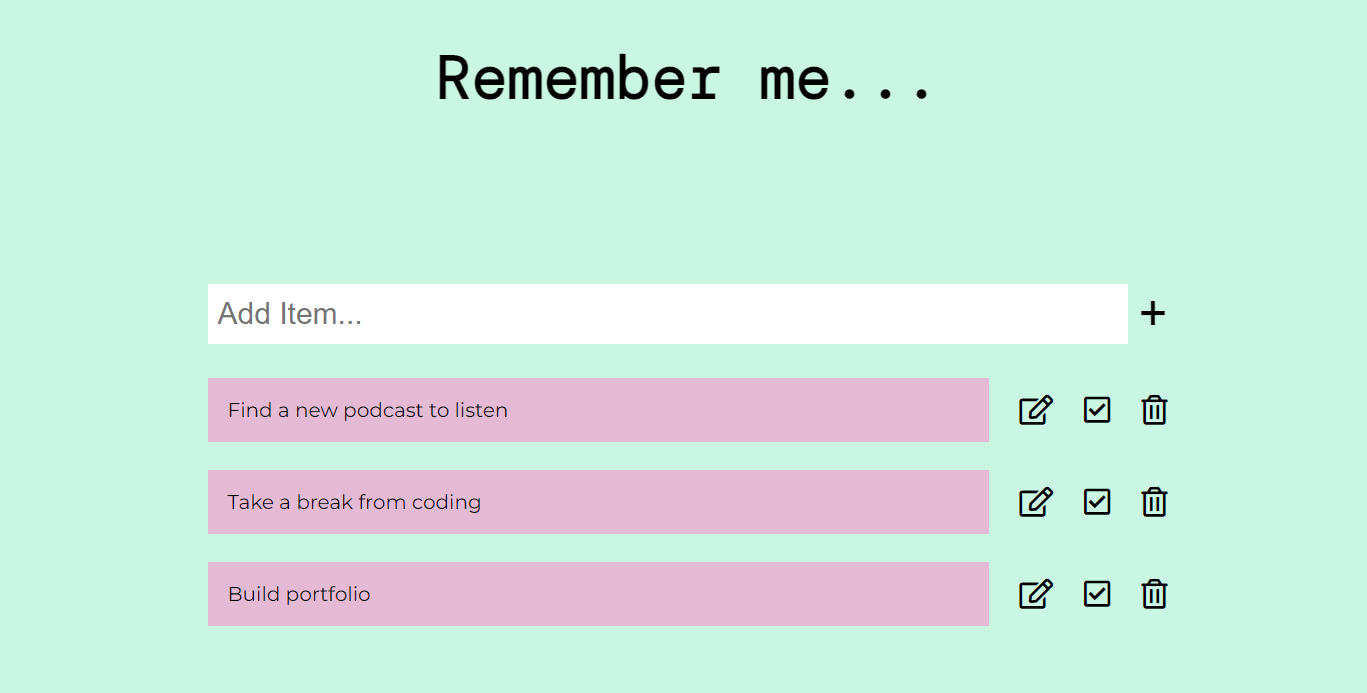 Remember me...
Add Item...
Find a new podcast to listen
Take a break from coding
Build portfolio